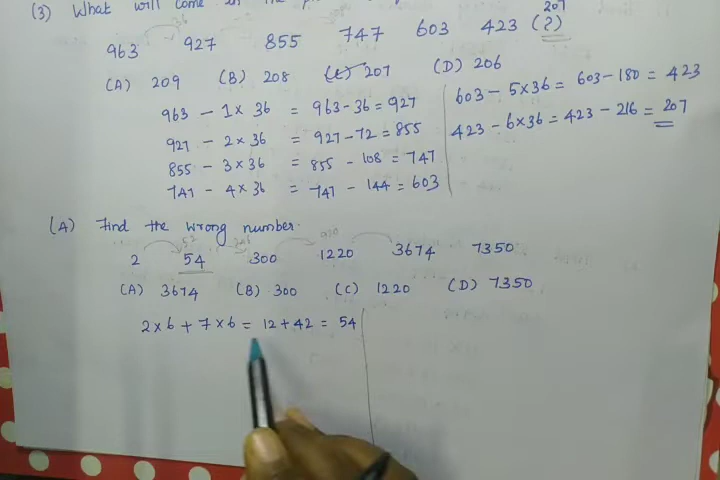 (3) What will come in the
207
963 927 855 747 603 423 (?)
(A) 209 (B) 208 (C) 207 (D) 206
963 - 1 x 36 = 963 - 36 = 927
927 - 2 x 36 = 927 - 72 = 855
855 - 3 x 36 = 855 - 108 = 747
747 - 4 x 36 = 747 - 144 = 603
603 - 5 x 36 = 603 - 180 = 423
423 - 6 x 36 = 423 - 216 = 207
(A) Find the wrong number.
2 54 300 1220 3674 7350
(A) 3674 (B) 300 (C) 1220 (D) 7350
2 x 6 + 7 x 6 = 12 + 42 = 54